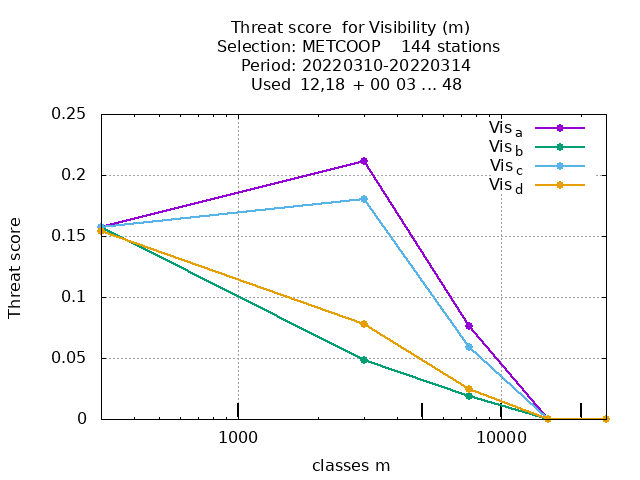 Threat score  for Visibility (m)
Selection: METCOOP    144 stations
Period: 20220310-20220314
Used  12,18  + 00 03 ... 48
0.25
0.2
0.15
0.1
0.05
0
Threat score
Vis a
Vis b
Vis c
Vis d
1000
10000
classes m